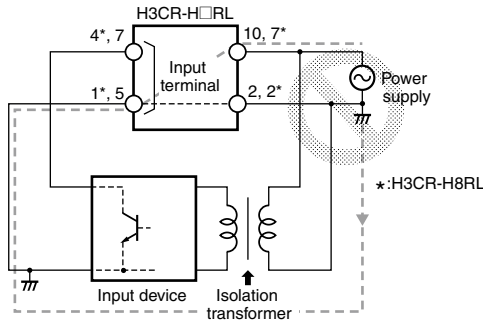 H3CR-H□RL
4*, 7
10, 7*
Input
terminal
1*, 5
2, 2*
Power
supply
*:H3CR-H8RL
Input device
Isolation
transformer